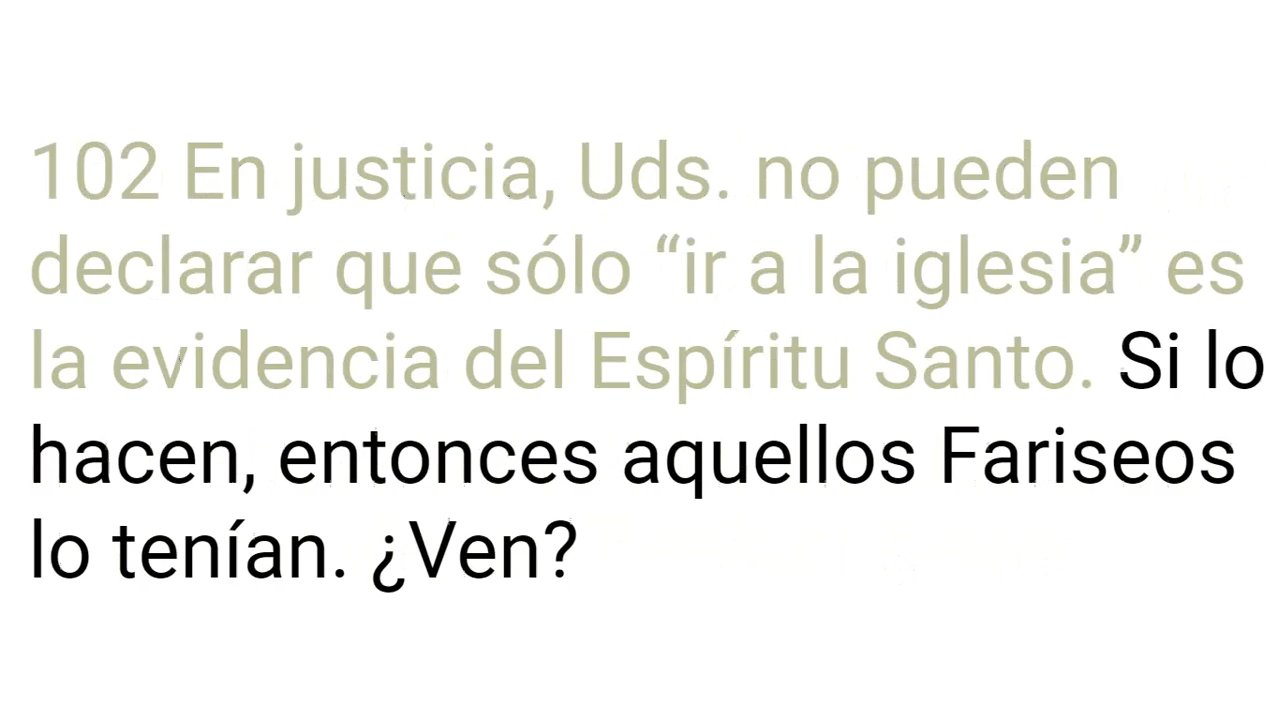 102 En justicia, Uds. no pueden
declarar que sólo “ir a la iglesia” es
la evidencia del Espíritu Santo. Si lo
hacen, entonces aquellos Fariseos
lo tenían. ¿Ven?